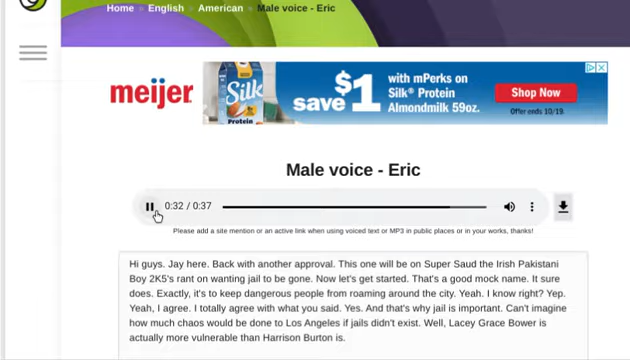 Home » English » American » Male voice - Eric
meijer
Silk
Protein
save $1
with mPerks on
Silk® Protein
Almondmilk 59oz.
Shop Now
Offer ends 10/19
Male voice - Eric
0:32 / 0:37
Please add a site mention or an active link when using voiced text or MP3 in public places or in your works, thanks!
Hi guys. Jay here. Back with another approval. This one will be on Super Saud the Irish Pakistani
Boy 2K5's rant on wanting jail to be gone. Now let's get started. That's a good mock name. It sure
does. Exactly, it's to keep dangerous people from roaming around the city. Yeah. I know right? Yep.
Yeah, I agree. I totally agree with what you said. Yes. And that's why jail is important. Can't imagine
how much chaos would be done to Los Angeles if jails didn't exist. Well, Lacey Grace Bower is
actually more vulnerable than Harrison Burton is.